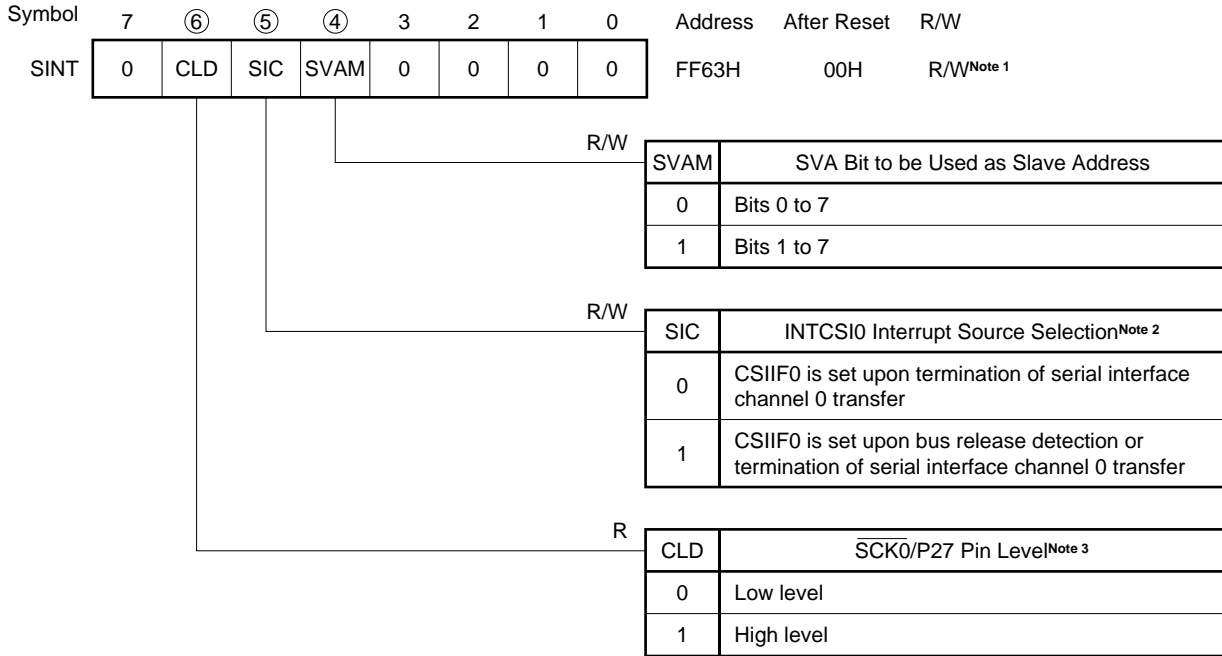 Symbol 7 ⑥ ⑤ ④ 3 2 1 0 Address After Reset R/W
SINT 0 CLD SIC SVAM 0 0 0 0 FF63H 00H R/WNote 1
R/W
SVAM SVA Bit to be Used as Slave Address
0 Bits 0 to 7
1 Bits 1 to 7
R/W
SIC INTCSI0 Interrupt Source SelectionNote 2
0 CSIIF0 is set upon termination of serial interface
channel 0 transfer
1 CSIIF0 is set upon bus release detection or
termination of serial interface channel 0 transfer
R
CLD S̅C̅K̅0̅/P27 Pin LevelNote 3
0 Low level
1 High level